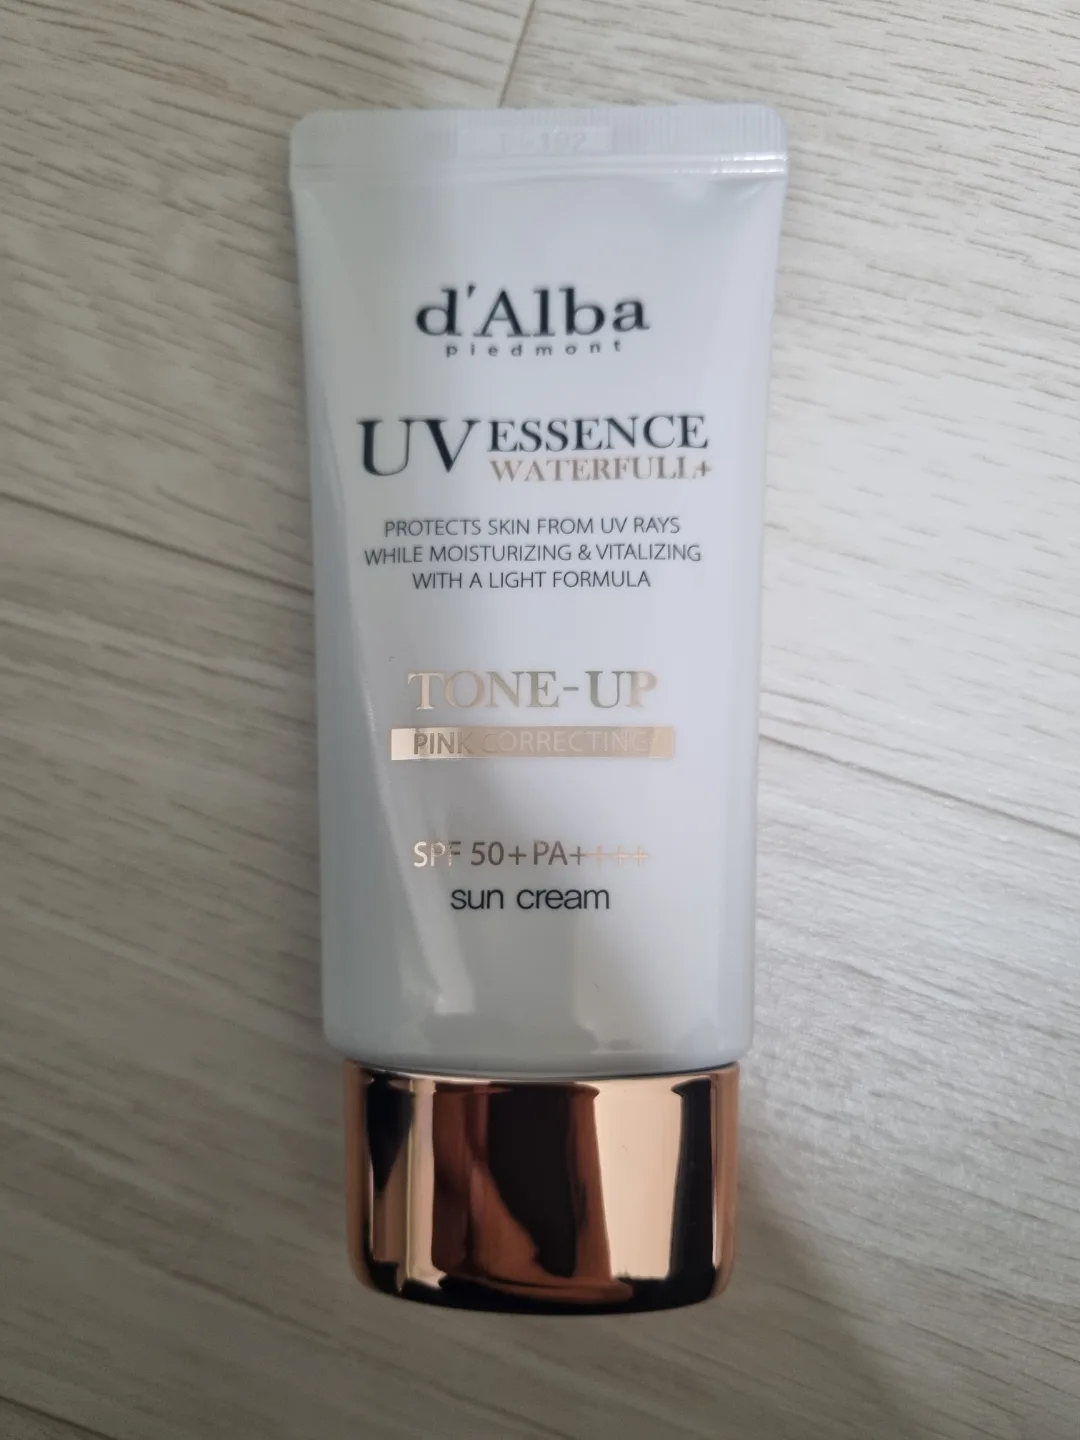 d'Alba
piedmont
UV ESSENCE
WATERFULL+
PROTECTS SKIN FROM UV RAYS
WHILE MOISTURIZING & VITALIZING
WITH A LIGHT FORMULA
TONE-UP
PINK CORRECTING
SPF 50+ PA++++
sun cream